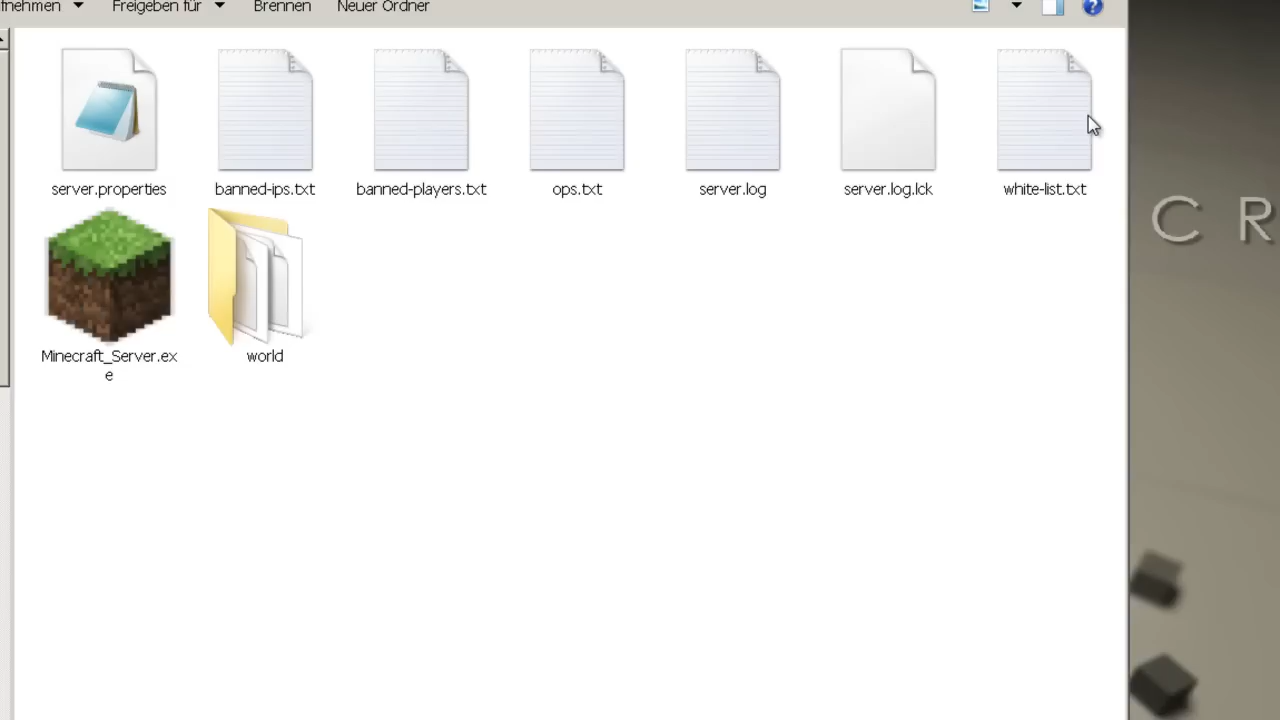 fnehmen Freigeben für Brennen Neuer Ordner
server.properties banned-ips.txt banned-players.txt ops.txt server.log server.log.lck white-list.txt
Minecraft_Server.ex
e
world
C R